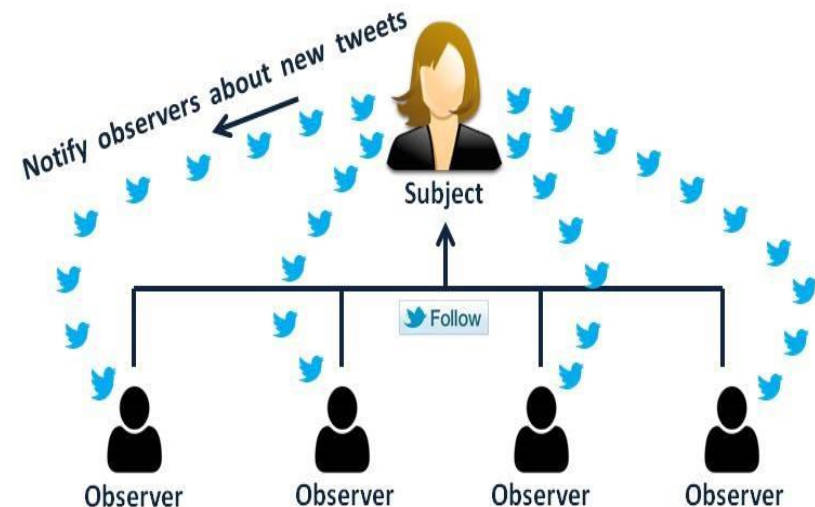 Notify observers about new tweets
Subject
Follow
Observer
Observer
Observer
Observer